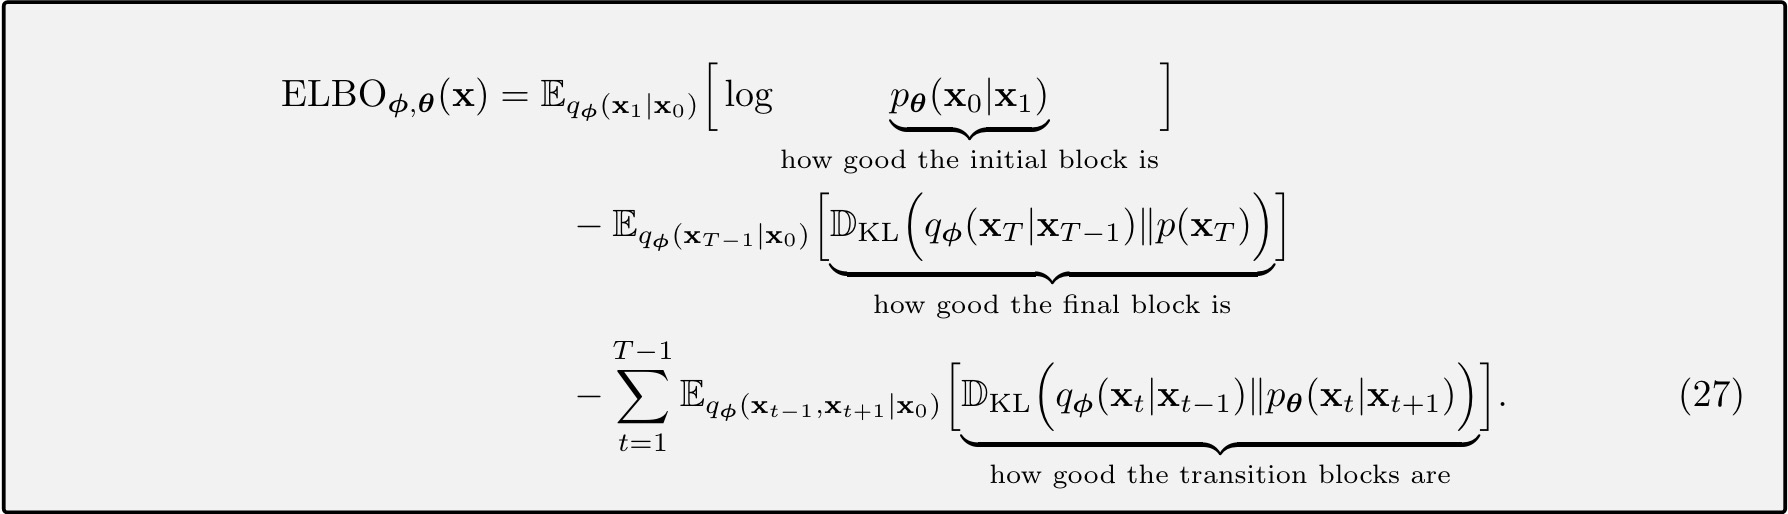 ELBO_{ϕ,θ}(x) = 𝔼_{q_ϕ(x_1|x_0)}[ log p_θ(x_0|x_1) ]
how good the initial block is
− 𝔼_{q_ϕ(x_{T−1}|x_0)}[𝔻_KL(q_ϕ(x_T|x_{T−1})‖p(x_T))]
how good the final block is
− ∑_{t=1}^{T−1} 𝔼_{q_ϕ(x_{t−1},x_{t+1}|x_0)}[𝔻_KL(q_ϕ(x_t|x_{t−1})‖p_θ(x_t|x_{t+1}))]. (27)
how good the transition blocks are